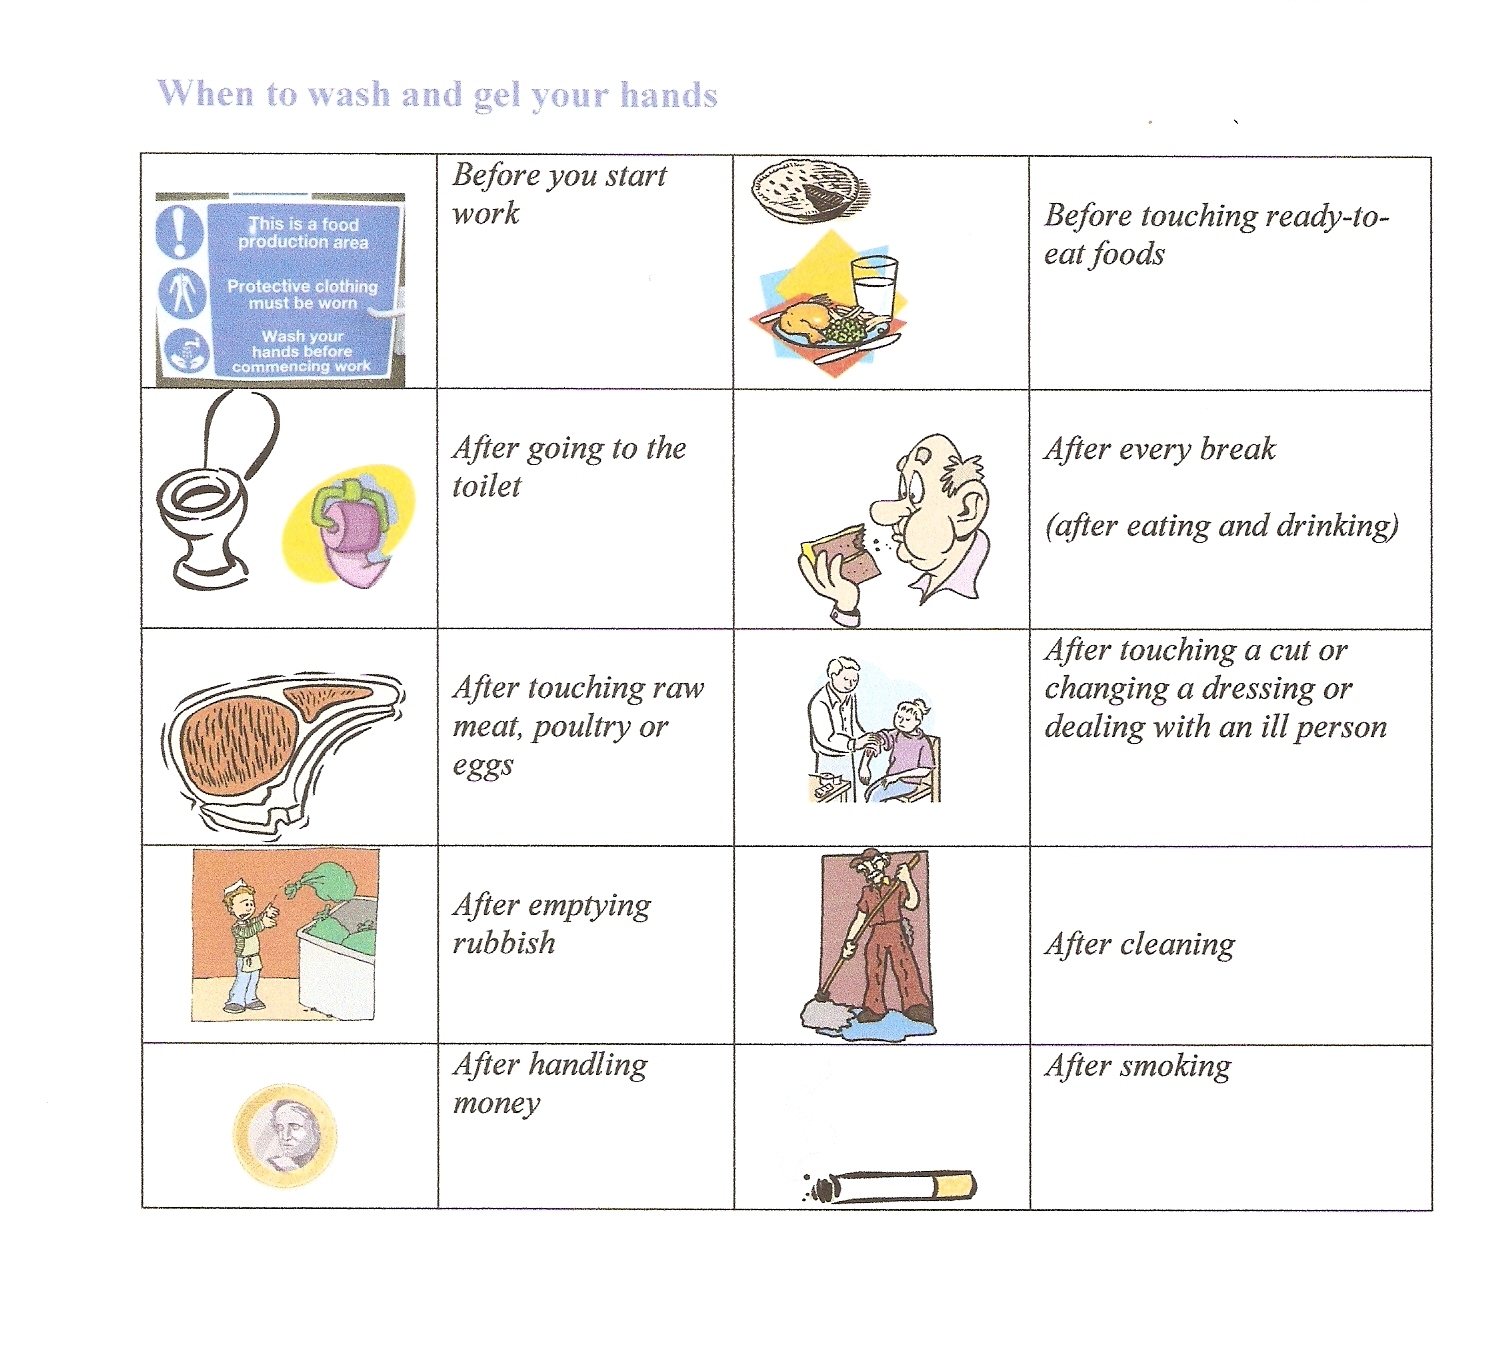 When to wash and gel your hands
This is a food
production area
Protective clothing
must be worn
Wash your
hands before
commencing work
Before you start
work
Before touching ready-to-
eat foods
After going to the
toilet
After every break
(after eating and drinking)
After touching raw
meat, poultry or
eggs
After touching a cut or
changing a dressing or
dealing with an ill person
After emptying
rubbish
After cleaning
After handling
money
After smoking